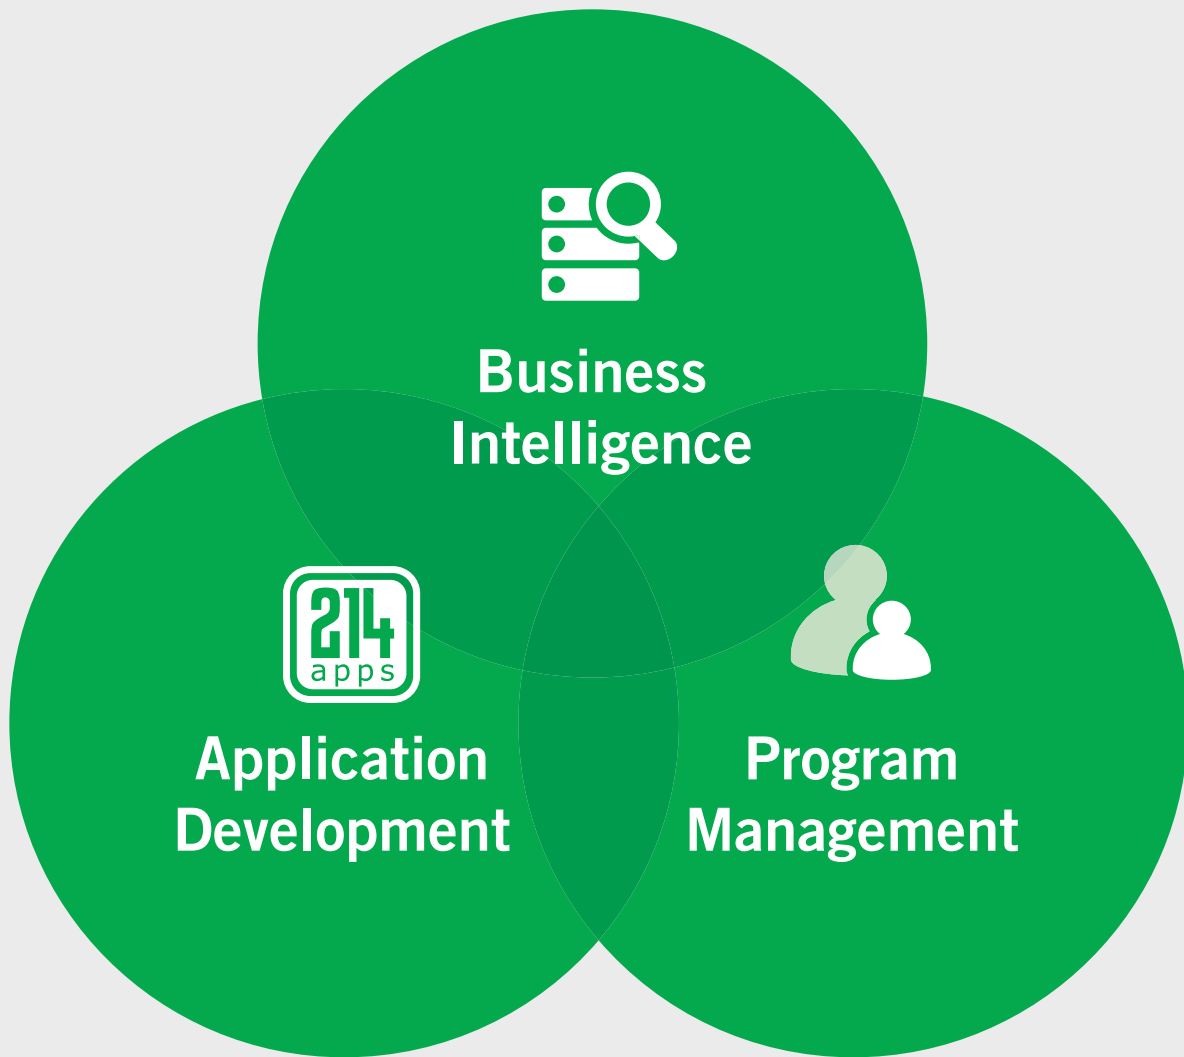 Business
Intelligence
214
apps
Application
Development
Program
Management